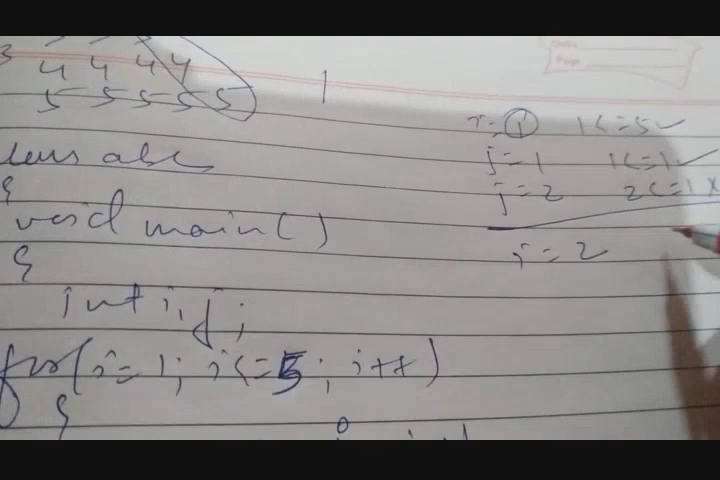 4 4 4 4
5 5 5 5 5
class abc
{
void main()
{
int i, j;
for(i=1; i<=5; i++)
{
i=1 1<=5✓
j=1 1<=1✓
j=2 2<=1 x
i=2